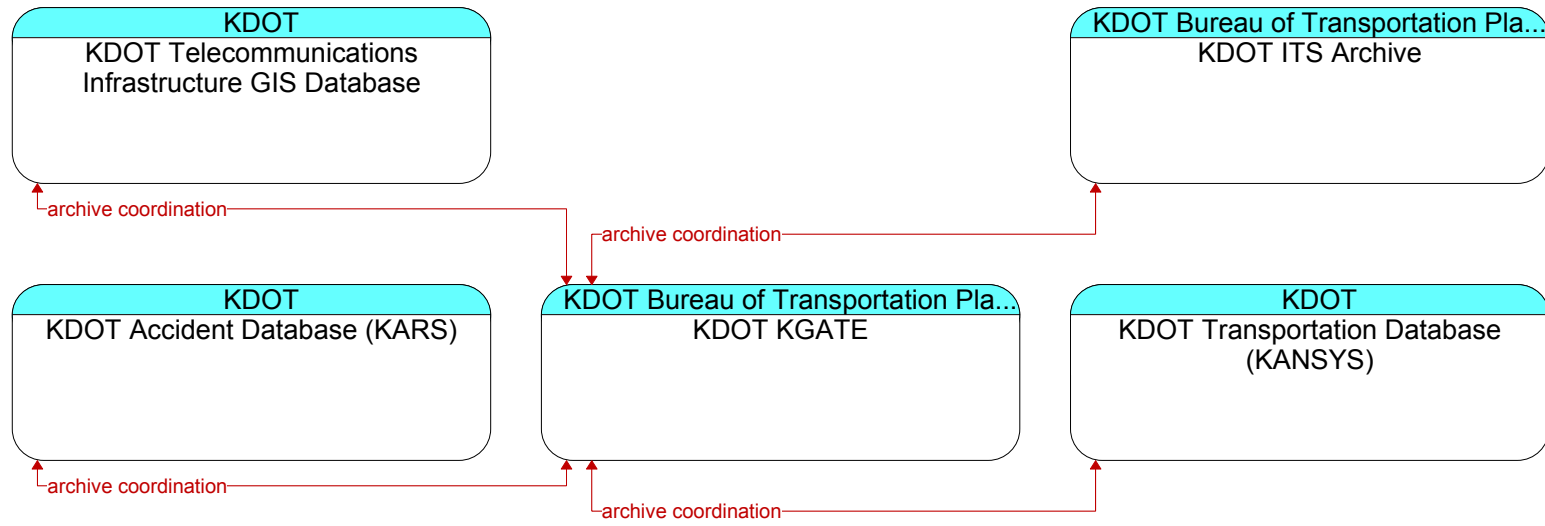 KDOT
KDOT Telecommunications
Infrastructure GIS Database
KDOT Bureau of Transportation Pla...
KDOT ITS Archive
archive coordination
archive coordination
KDOT
KDOT Accident Database (KARS)
KDOT Bureau of Transportation Pla...
KDOT KGATE
KDOT
KDOT Transportation Database
(KANSYS)
archive coordination
archive coordination